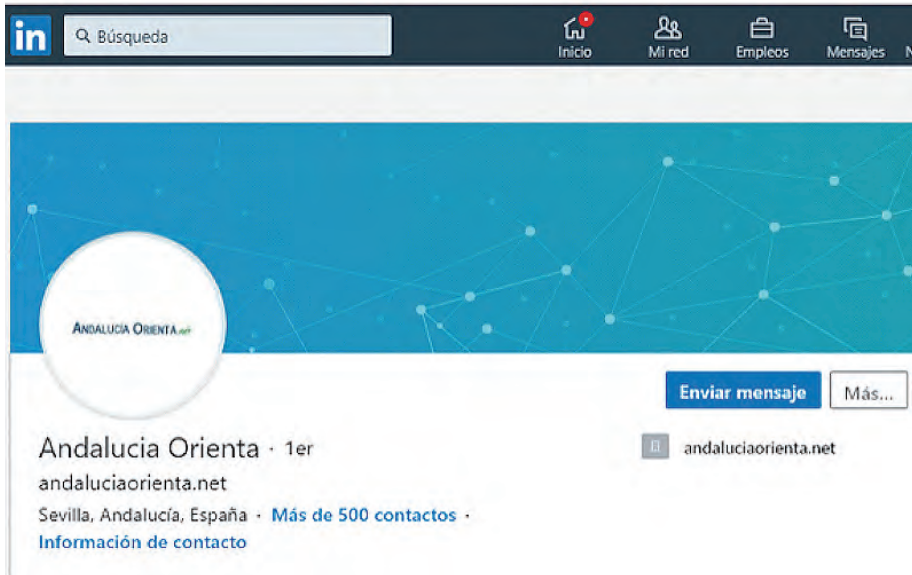 in Búsqueda
Inicio Mi red Empleos Mensajes N
ANDALUCÍA ORIENTA.net
Enviar mensaje Más...
Andalucia Orienta · 1er
andaluciaorienta.net
andaluciaorienta.net
Sevilla, Andalucía, España · Más de 500 contactos ·
Información de contacto